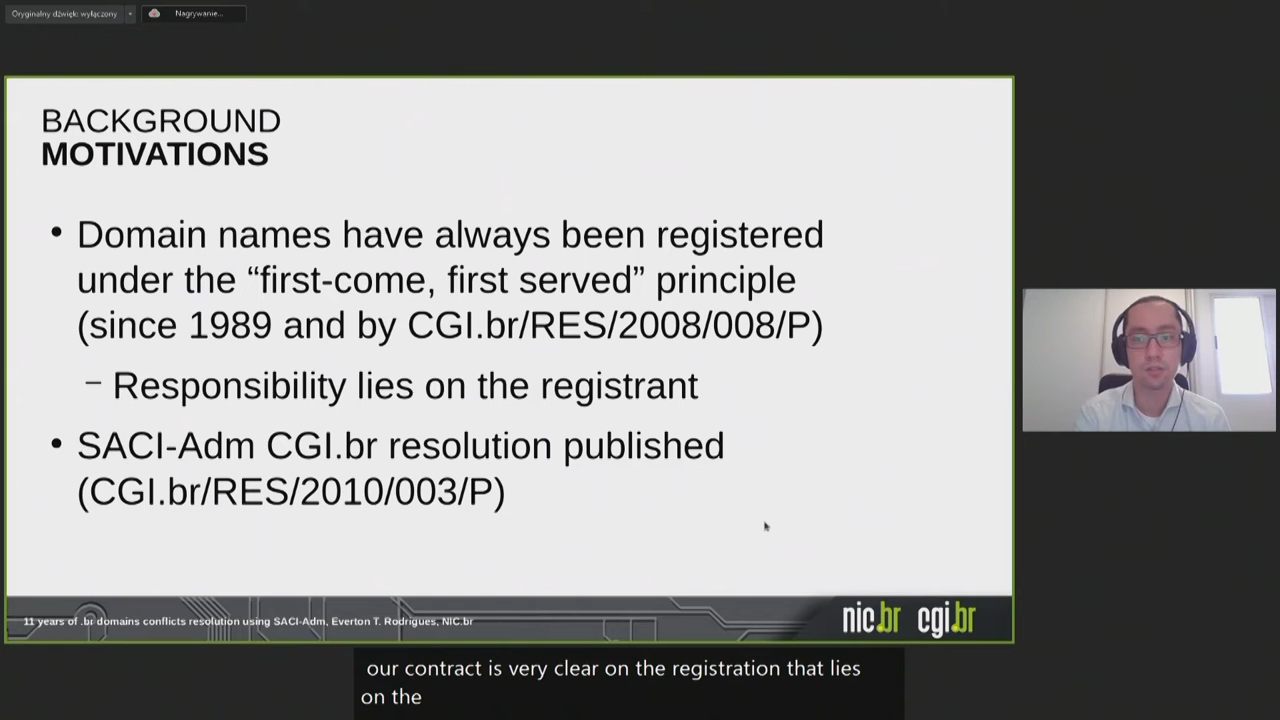 Oryginalny dźwięk: wyłączony
Nagrywanie...
BACKGROUND
MOTIVATIONS
• Domain names have always been registered
under the “first-come, first served” principle
(since 1989 and by CGI.br/RES/2008/008/P)
– Responsibility lies on the registrant
• SACI-Adm CGI.br resolution published
(CGI.br/RES/2010/003/P)
11 years of .br domains conflicts resolution using SACI-Adm, Everton T. Rodrigues, NIC.br
nic.br cgi.br
our contract is very clear on the registration that lies
on the